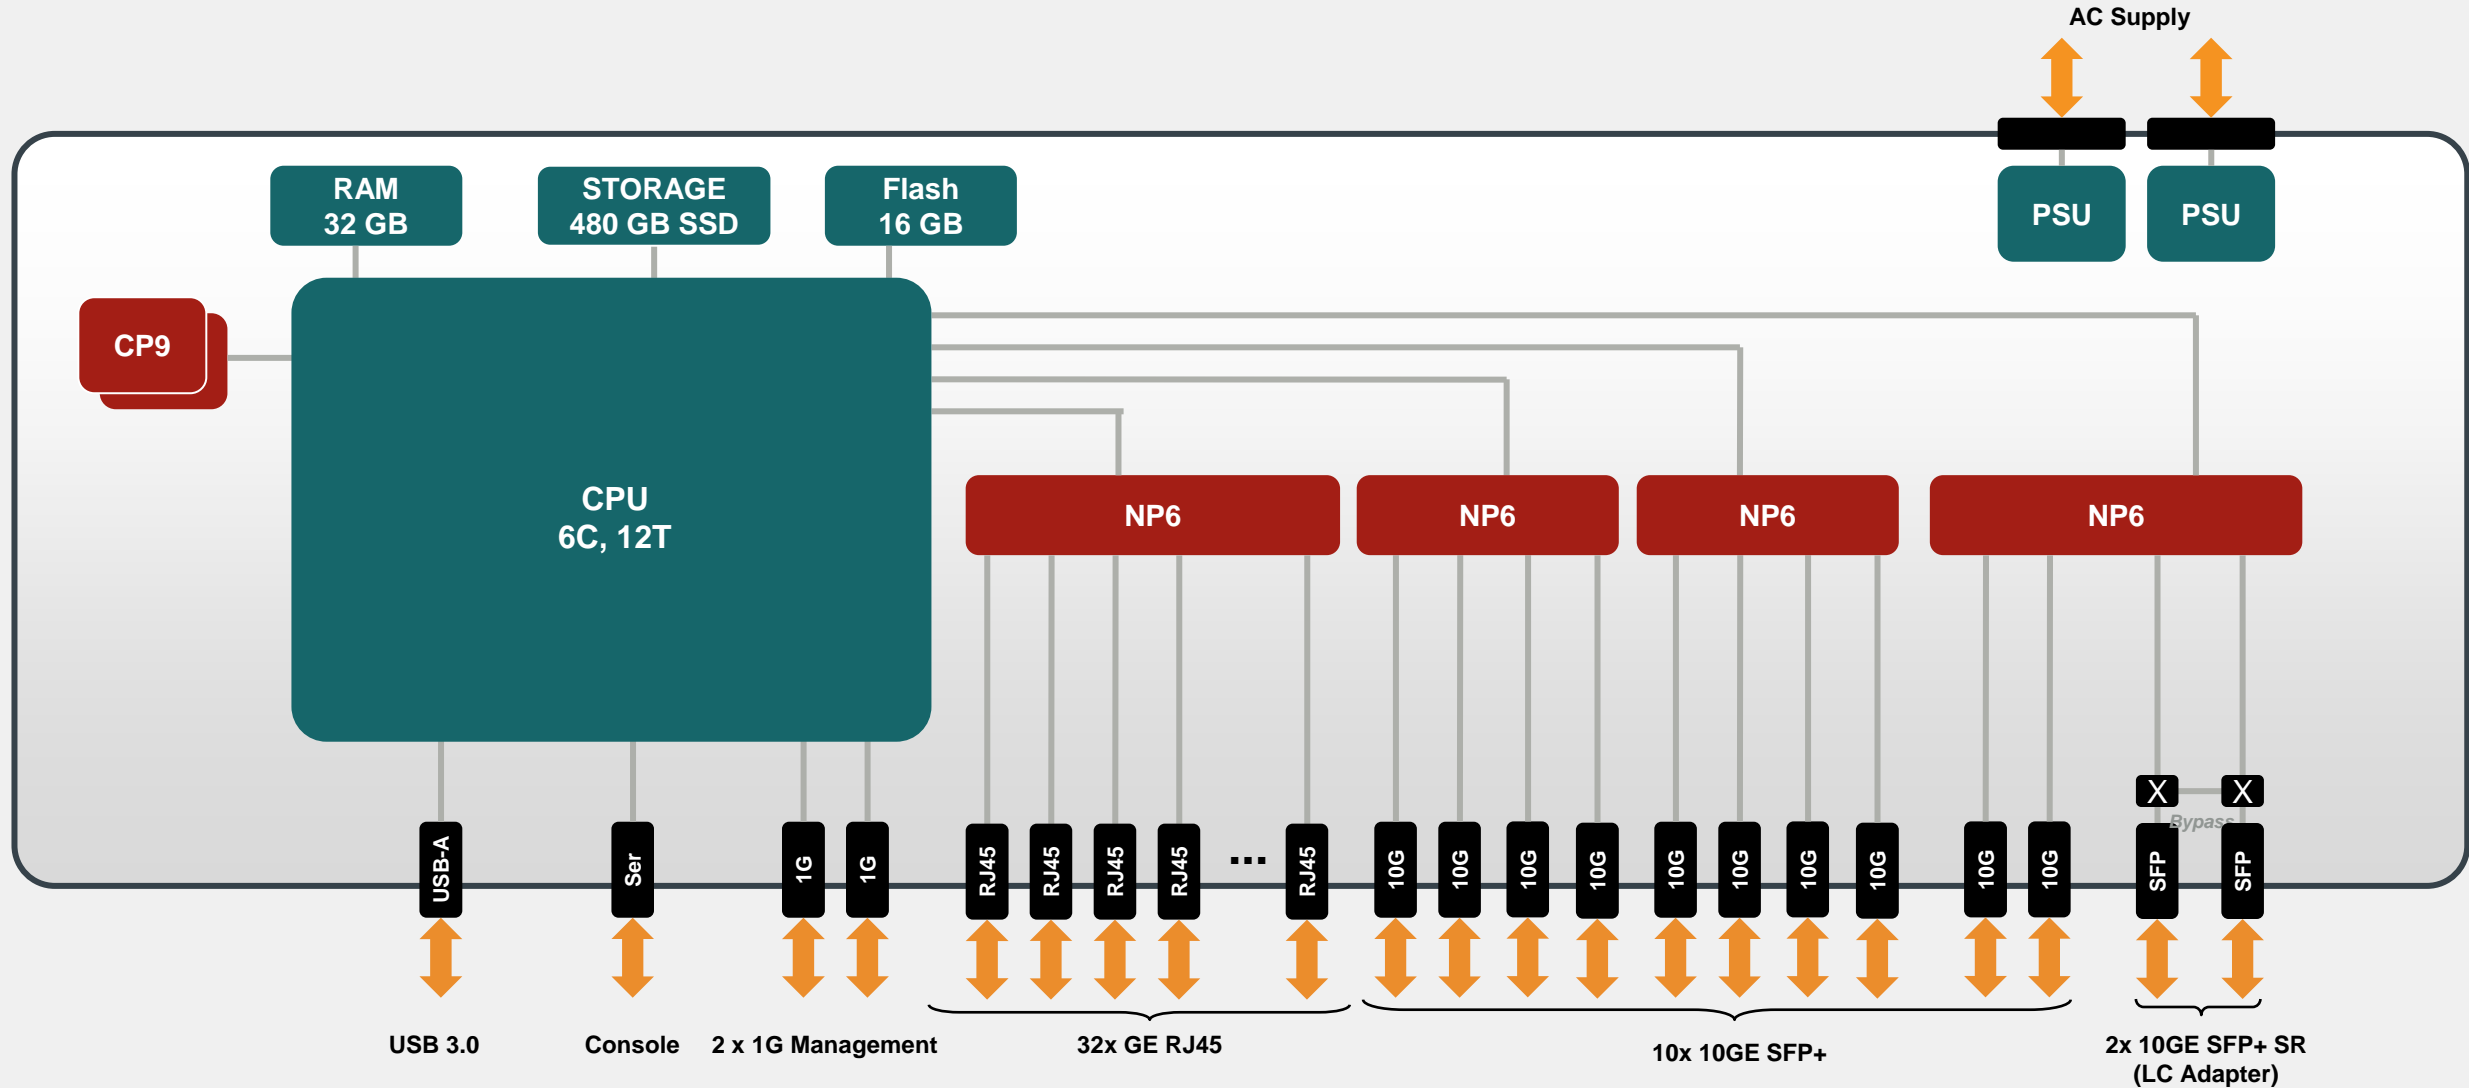 AC Supply
RAM
32 GB
STORAGE
480 GB SSD
Flash
16 GB
PSU
PSU
CP9
CPU
6C, 12T
NP6
NP6
NP6
NP6
X
X
Bypass
USB-A
Ser
1G
1G
RJ45
RJ45
RJ45
RJ45
...
RJ45
10G
10G
10G
10G
10G
10G
10G
10G
10G
10G
SFP
SFP
USB 3.0
Console
2 x 1G Management
32x GE RJ45
10x 10GE SFP+
2x 10GE SFP+ SR
(LC Adapter)